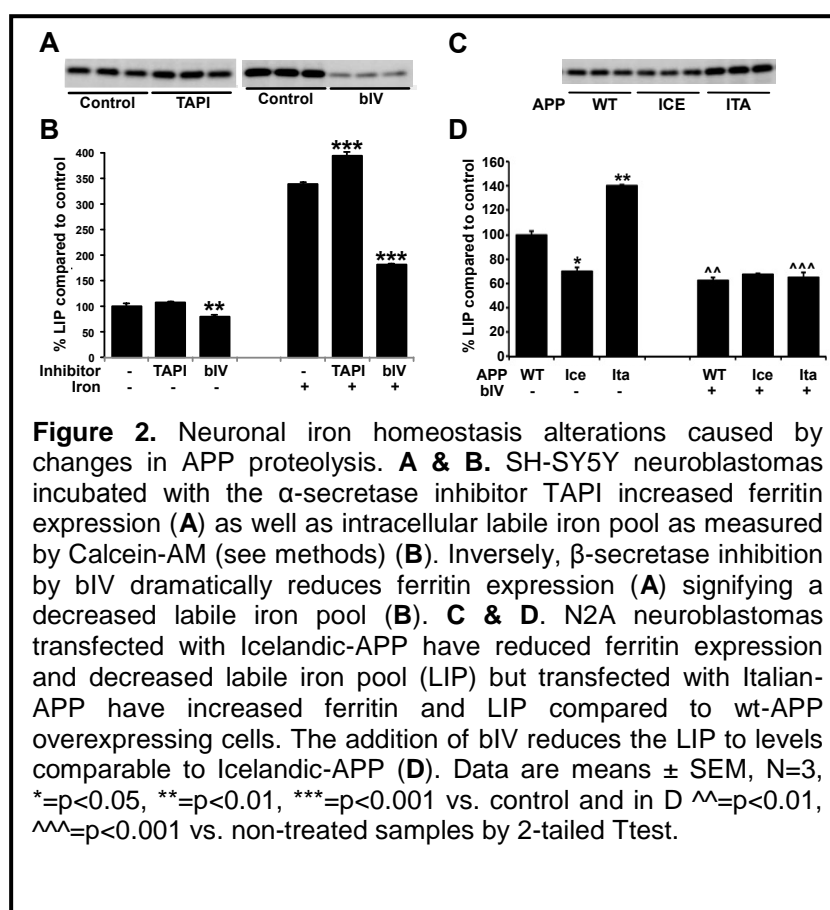 A
Control TAPI Control bIV
C
APP WT ICE ITA
B
% LIP compared to control
400
350
300
250
200
150
100
50
0
***
***
**
Inhibitor - TAPI bIV - TAPI bIV
Iron - - - + + +
D
% LIP compared to control
160
140
120
100
80
60
40
20
0
**
*
^^
^^^
APP WT Ice Ita WT Ice Ita
bIV - - - + + +
Figure 2. Neuronal iron homeostasis alterations caused by
changes in APP proteolysis. A & B. SH-SY5Y neuroblastomas
incubated with the α-secretase inhibitor TAPI increased ferritin
expression (A) as well as intracellular labile iron pool as measured
by Calcein-AM (see methods) (B). Inversely, β-secretase inhibition
by bIV dramatically reduces ferritin expression (A) signifying a
decreased labile iron pool (B). C & D. N2A neuroblastomas
transfected with Icelandic-APP have reduced ferritin expression
and decreased labile iron pool (LIP) but transfected with Italian-
APP have increased ferritin and LIP compared to wt-APP
overexpressing cells. The addition of bIV reduces the LIP to levels
comparable to Icelandic-APP (D). Data are means ± SEM, N=3,
*=p<0.05, **=p<0.01, ***=p<0.001 vs. control and in D ^^=p<0.01,
^^^=p<0.001 vs. non-treated samples by 2-tailed Ttest.